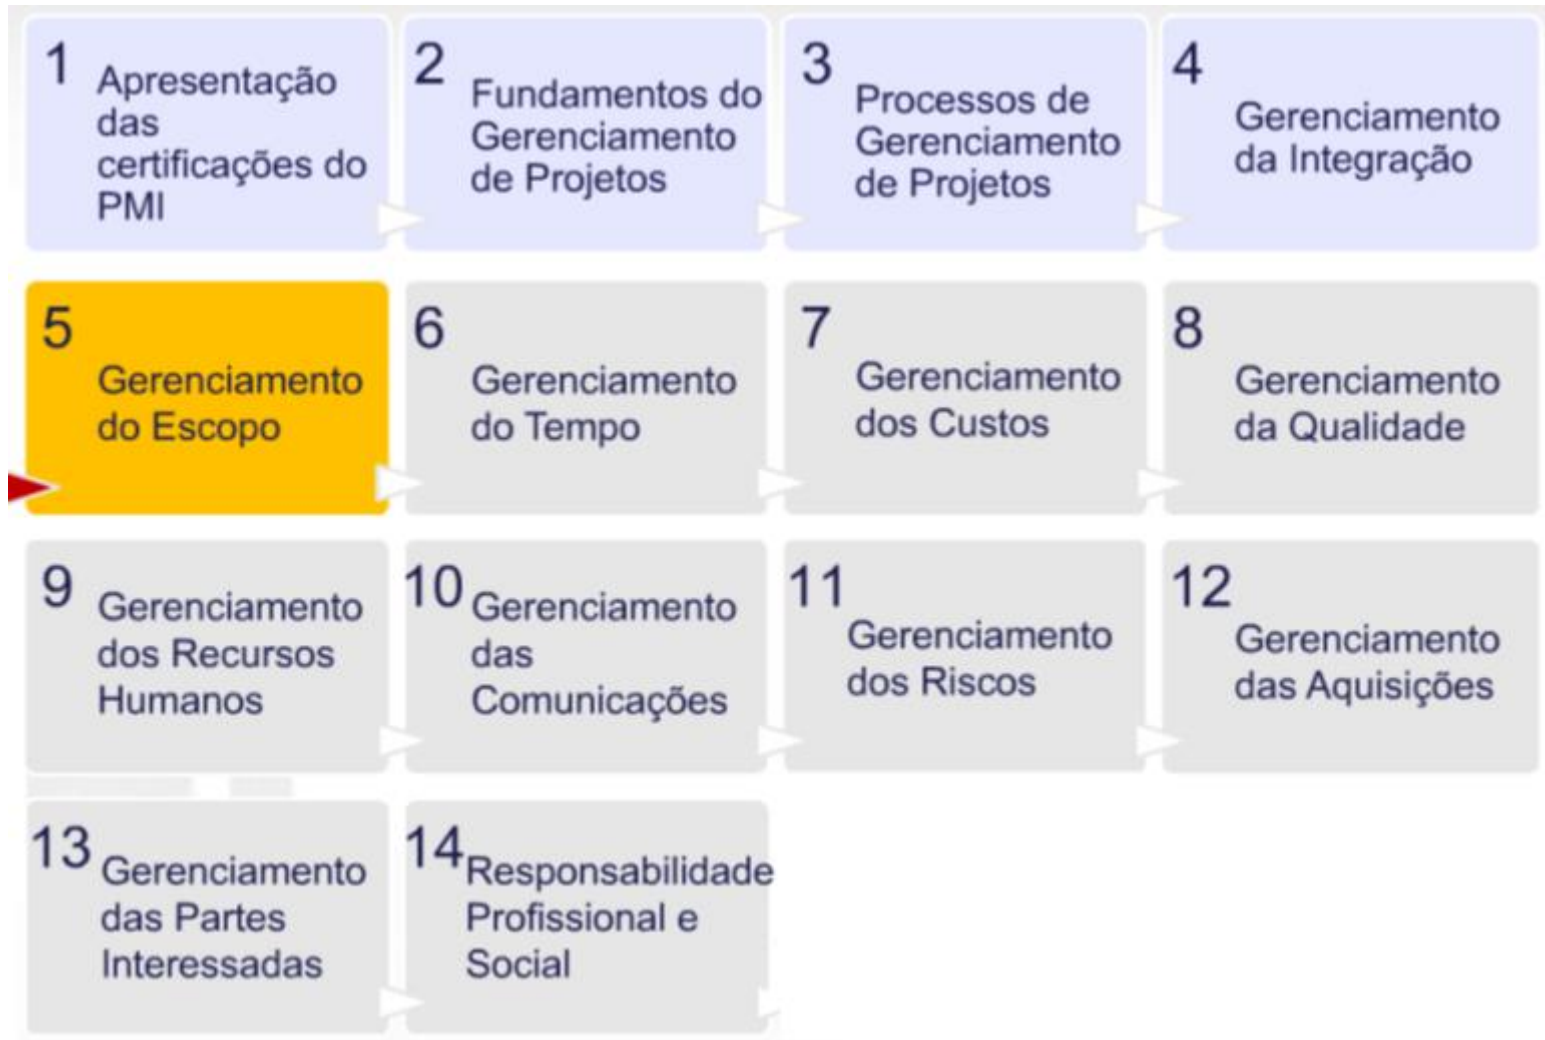 1
Apresentação
das
certificações do
PMI
2
Fundamentos do
Gerenciamento
de Projetos
3
Processos de
Gerenciamento
de Projetos
4
Gerenciamento
da Integração
5
Gerenciamento
do Escopo
6
Gerenciamento
do Tempo
7
Gerenciamento
dos Custos
8
Gerenciamento
da Qualidade
9
Gerenciamento
dos Recursos
Humanos
10
Gerenciamento
das
Comunicações
11
Gerenciamento
dos Riscos
12
Gerenciamento
das Aquisições
13
Gerenciamento
das Partes
Interessadas
14
Responsabilidade
Profissional e
Social